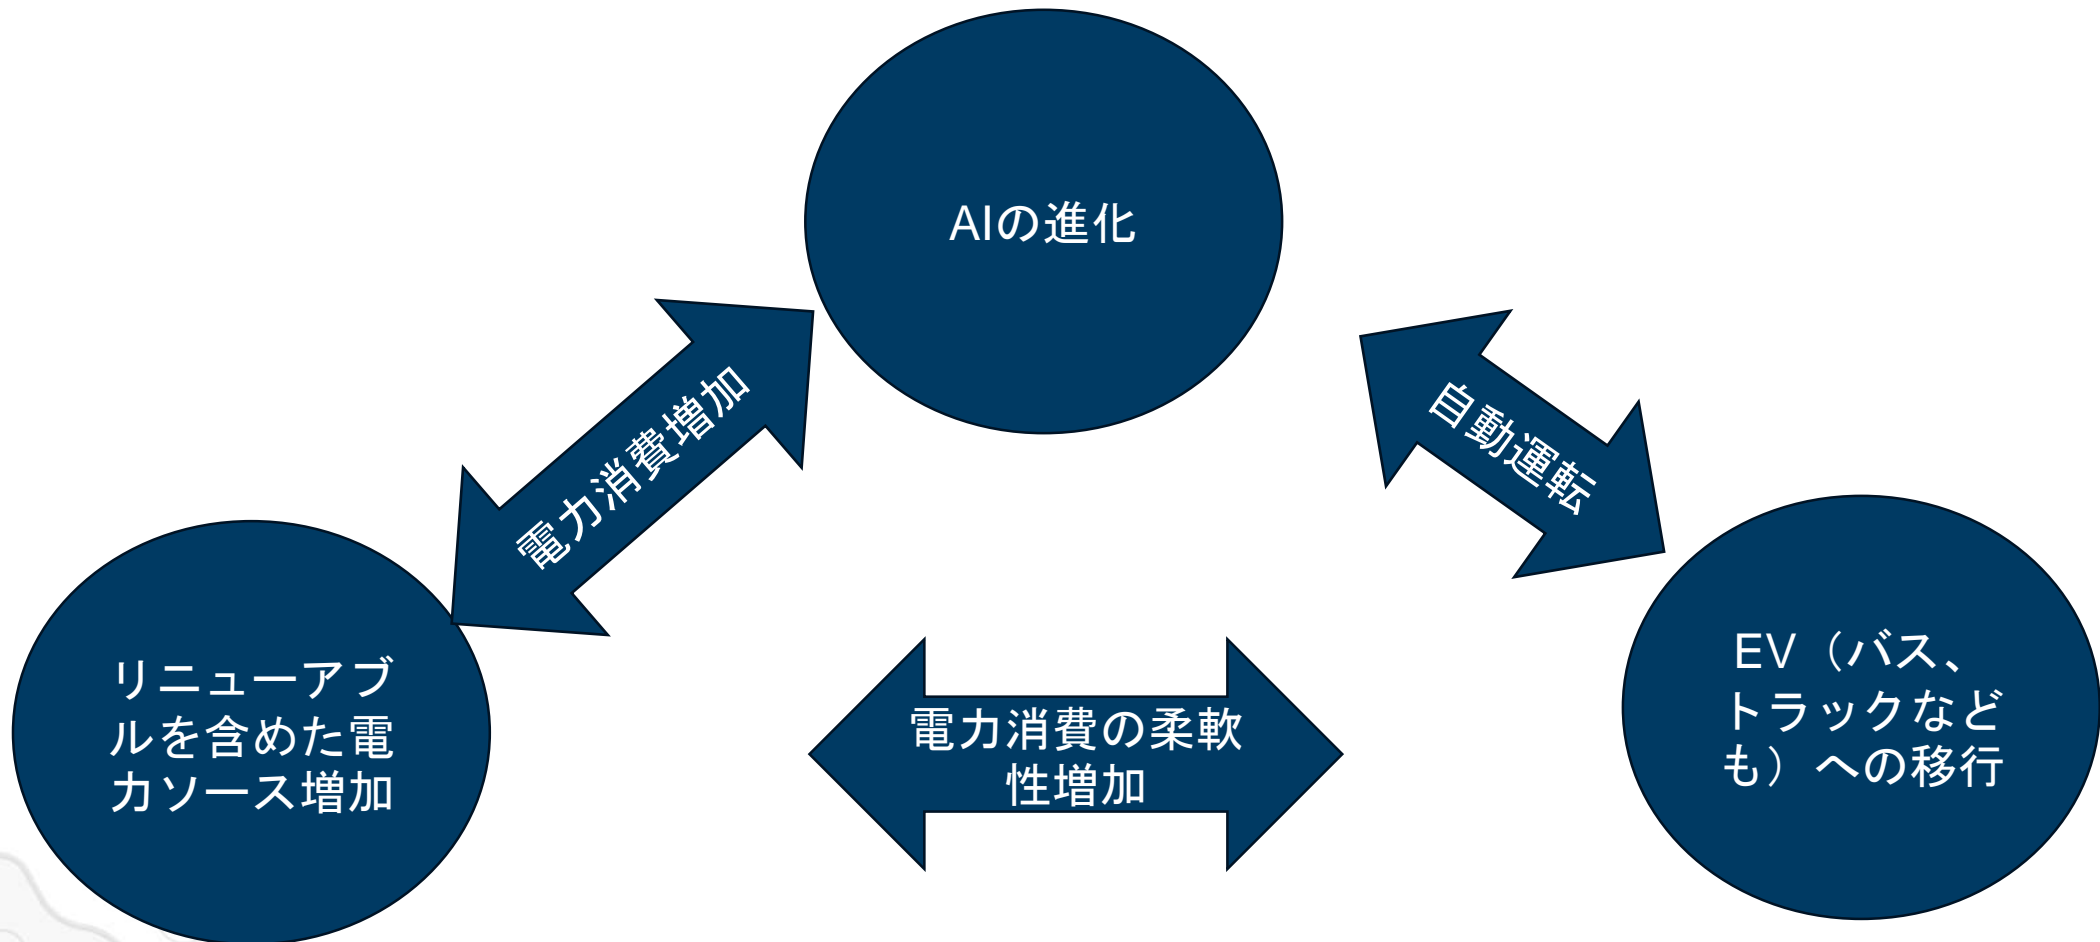 AIの進化
電力消費増加
自動運転
リニューアブ
ルを含めた電
力ソース増加
電力消費の柔軟
性増加
EV（バス、
トラックなど
も）への移行